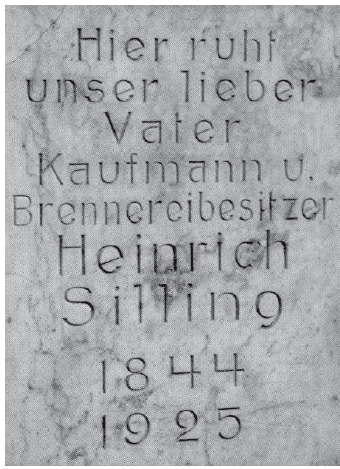 Hier ruht
unser lieber
Vater
Kaufmann u.
Brennereibesitzer
Heinrich
Silling
1844
1925